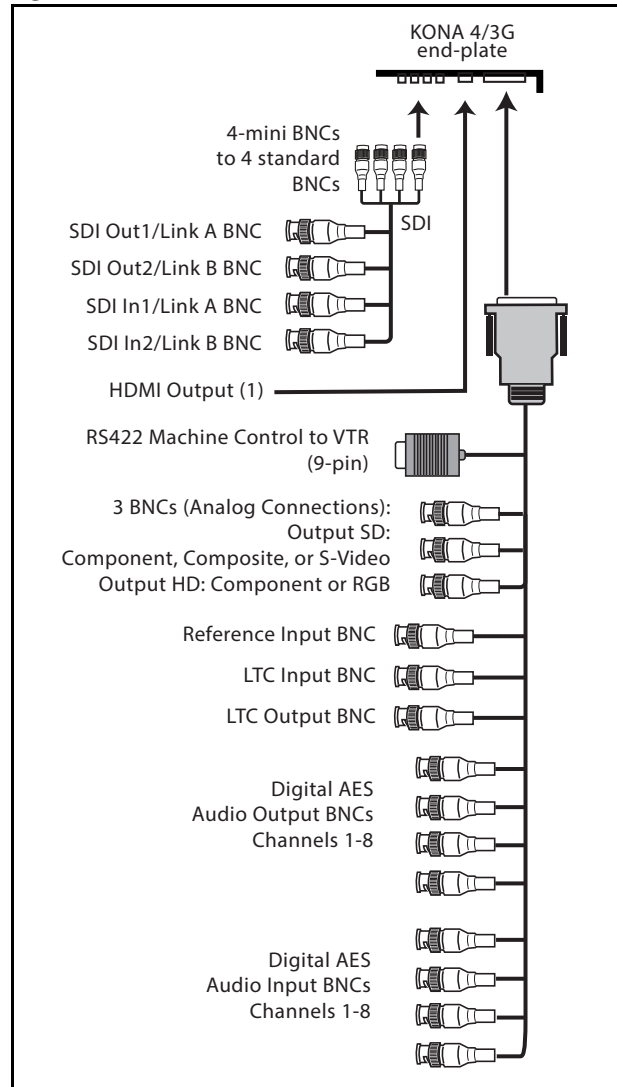 KONA 4/3G
end-plate
4-mini BNCs
to 4 standard
BNCs
SDI
SDI Out1/Link A BNC
SDI Out2/Link B BNC
SDI In1/Link A BNC
SDI In2/Link B BNC
HDMI Output (1)
RS422 Machine Control to VTR
(9-pin)
3 BNCs (Analog Connections):
Output SD:
Component, Composite, or S-Video
Output HD: Component or RGB
Reference Input BNC
LTC Input BNC
LTC Output BNC
Digital AES
Audio Output BNCs
Channels 1-8
Digital AES
Audio Input BNCs
Channels 1-8